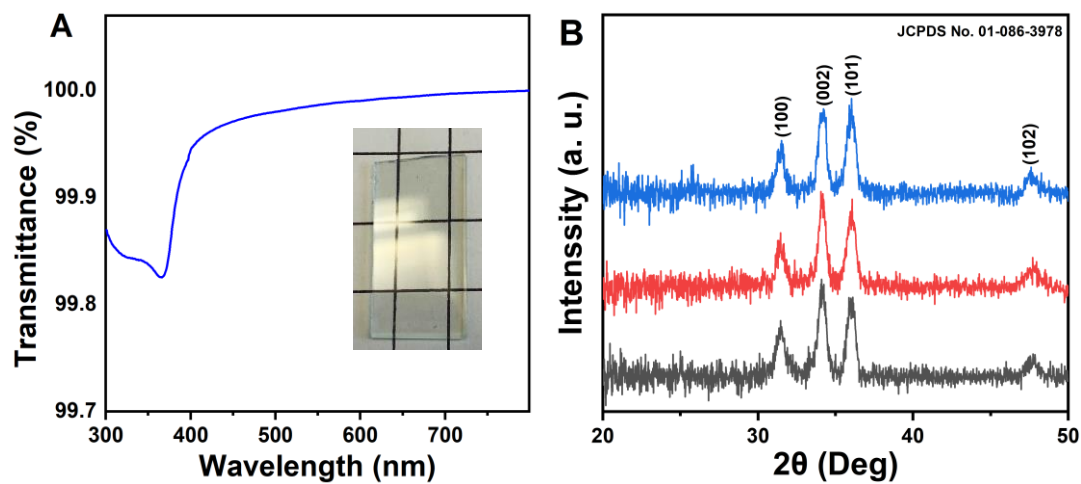 A
Transmittance (%)
100.0
99.9
99.8
99.7
300
400
500
600
700
Wavelength (nm)
B
JCPDS No. 01-086-3978
Intenssity (a. u.)
(100)
(002)
(101)
(102)
20
30
40
50
2θ (Deg)